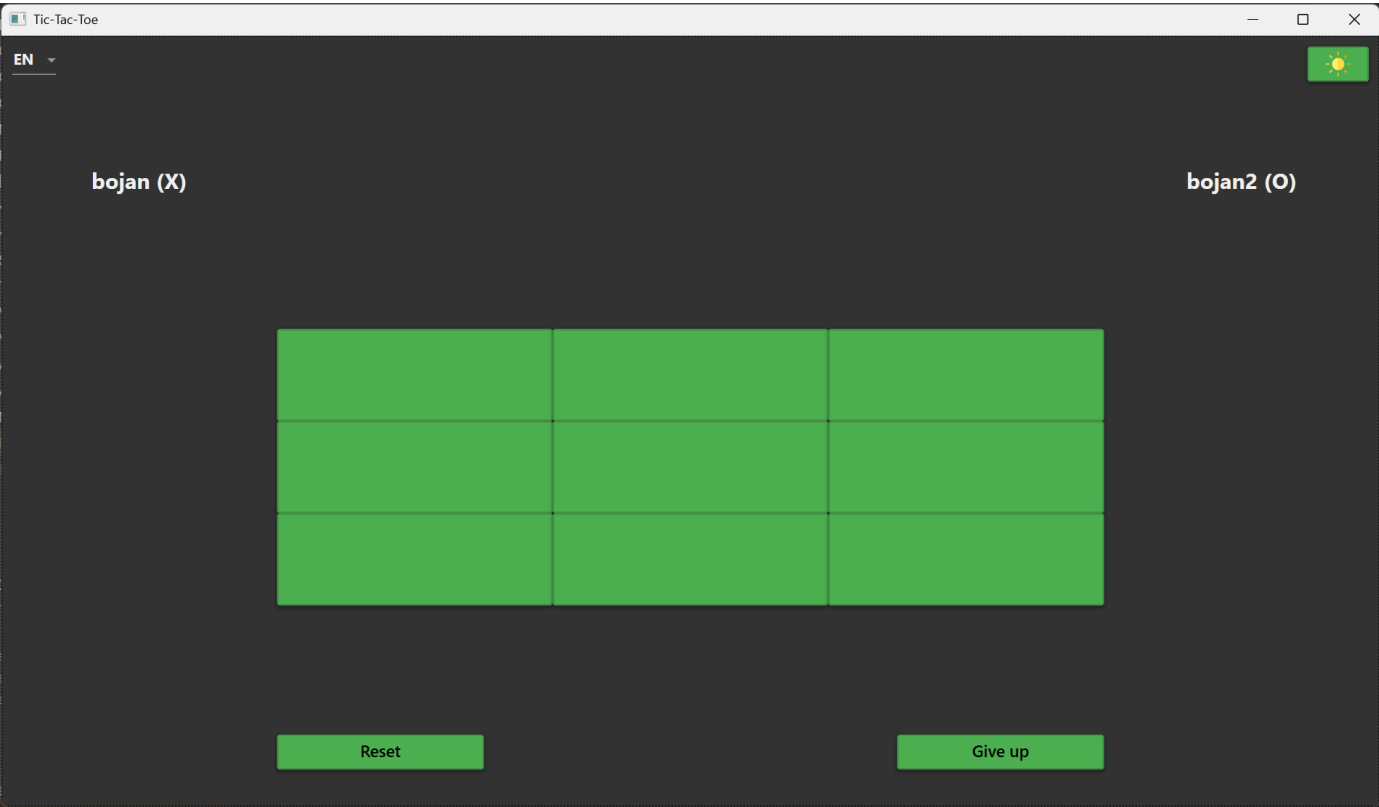 Tic-Tac-Toe
EN
bojan (X)
bojan2 (O)
Reset
Give up